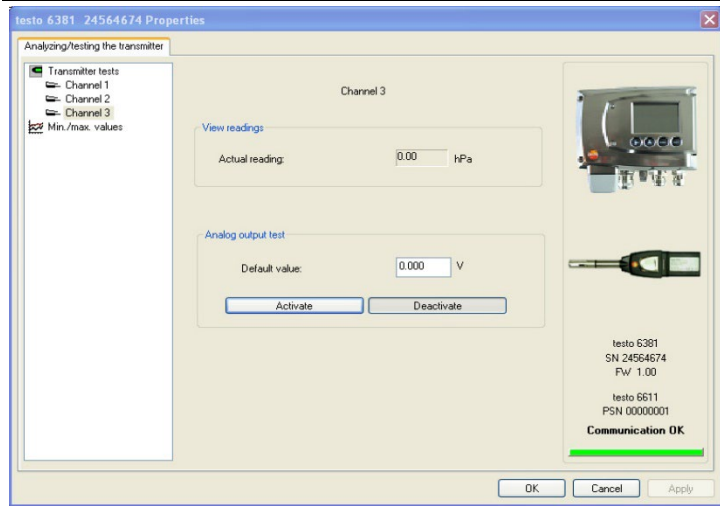 testo 6381 24564674 Properties
Analyzing/testing the transmitter
Transmitter tests
Channel 1
Channel 2
Channel 3
Min./max. values
Channel 3
View readings
Actual reading: 0.00 hPa
Analog output test
Default value: 0.000 V
Activate Deactivate
testo 6381
SN 24564674
FW 1.00
testo 6611
PSN 00000001
Communication OK
OK Cancel Apply